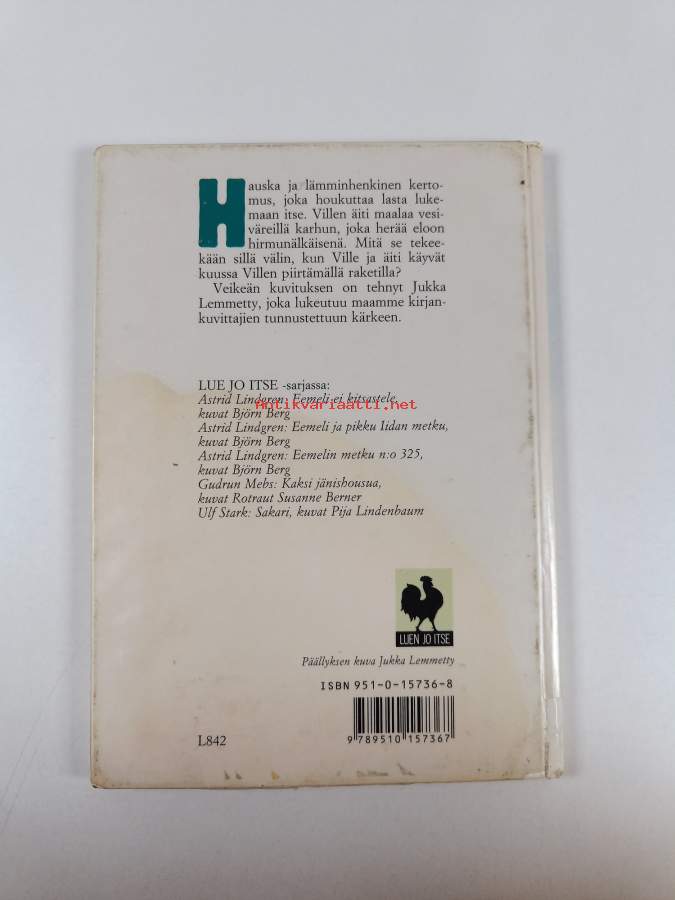 Hauska ja lämminhenkinen kerto-
mus, joka houkuttaa lasta luke-
maan itse. Villen äiti maalaa vesi-
väreillä karhun, joka herää eloon
hirmunälkäisenä. Mitä se tekee-
kään sillä välin, kun Ville ja äiti käyvät
kuussa Villen piirtämällä raketilla?
Veikeän kuvituksen on tehnyt Jukka
Lemmetty, joka lukeutuu maamme kirjan-
kuvittajien tunnustettuun kärkeen.
LUE JO ITSE -sarjassa:
Astrid Lindgren: Eemeli ei kitsastele,
Antikvariaatti.net
kuvat Björn Berg
Astrid Lindgren: Eemeli ja pikku Iidan metku,
kuvat Björn Berg
Astrid Lindgren: Eemelin metku n:o 325,
kuvat Björn Berg
Gudrun Mebs: Kaksi jänishousua,
kuvat Rotraut Susanne Berner
Ulf Stark: Sakari, kuvat Pija Lindenbaum
LUEN JO ITSE
Päällyksen kuva Jukka Lemmetty
ISBN 951-0-15736-8
L842
9 789510 157367